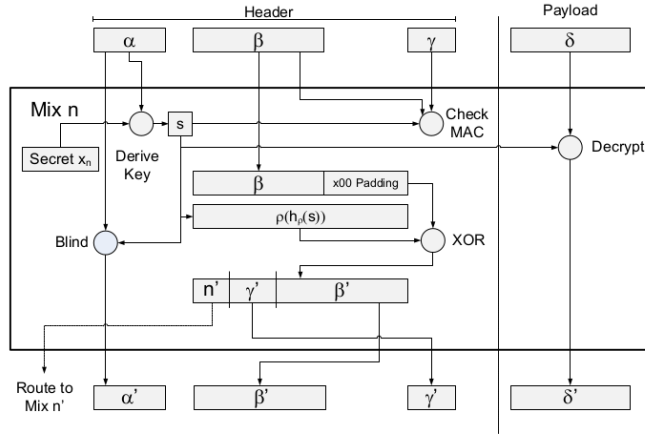 Header
Payload
α
β
γ
δ
Mix n
s
Check
MAC
Secret xₙ
Derive
Key
Decrypt
β
x00 Padding
ρ(hᵨ(s))
Blind
XOR
n’
γ’
β’
Route to
Mix n’
α’
β’
γ’
δ’